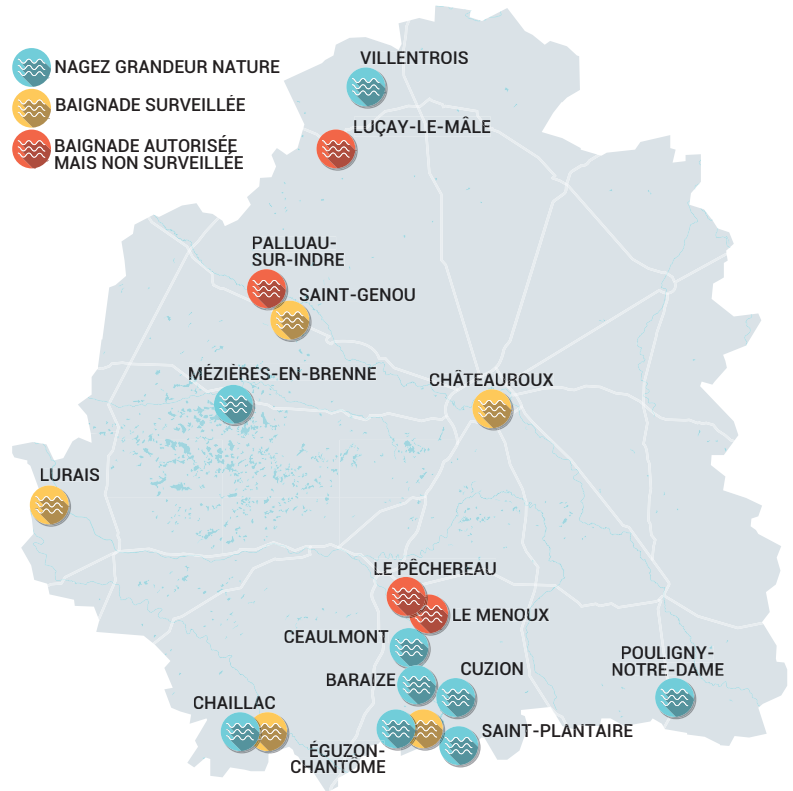 NAGEZ GRANDEUR NATURE
BAIGNADE SURVEILLÉE
BAIGNADE AUTORISÉE
MAIS NON SURVEILLÉE
VILLENTROIS
LUÇAY-LE-MÂLE
PALLUAU-
SUR-INDRE
SAINT-GENOU
MÉZIÈRES-EN-BRENNE
CHÂTEAUROUX
LURAIS
LE PÊCHEREAU
LE MENOUX
CEAULMONT
BARAIZE
CUZION
POULIGNY-
NOTRE-DAME
CHAILLAC
SAINT-PLANTAIRE
ÉGUZON-
CHANTÔME